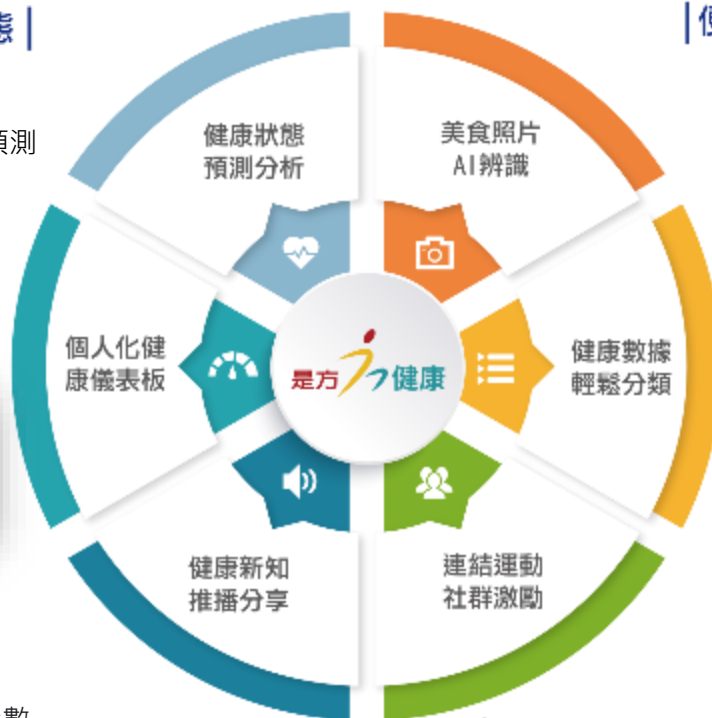 態|
|便
預測
健康狀態
預測分析
美食照片
AI辨識
個人化健
康儀表板
是方 健康
健康數據
輕鬆分類
健康新知
推播分享
連結運動
社群激勵
數